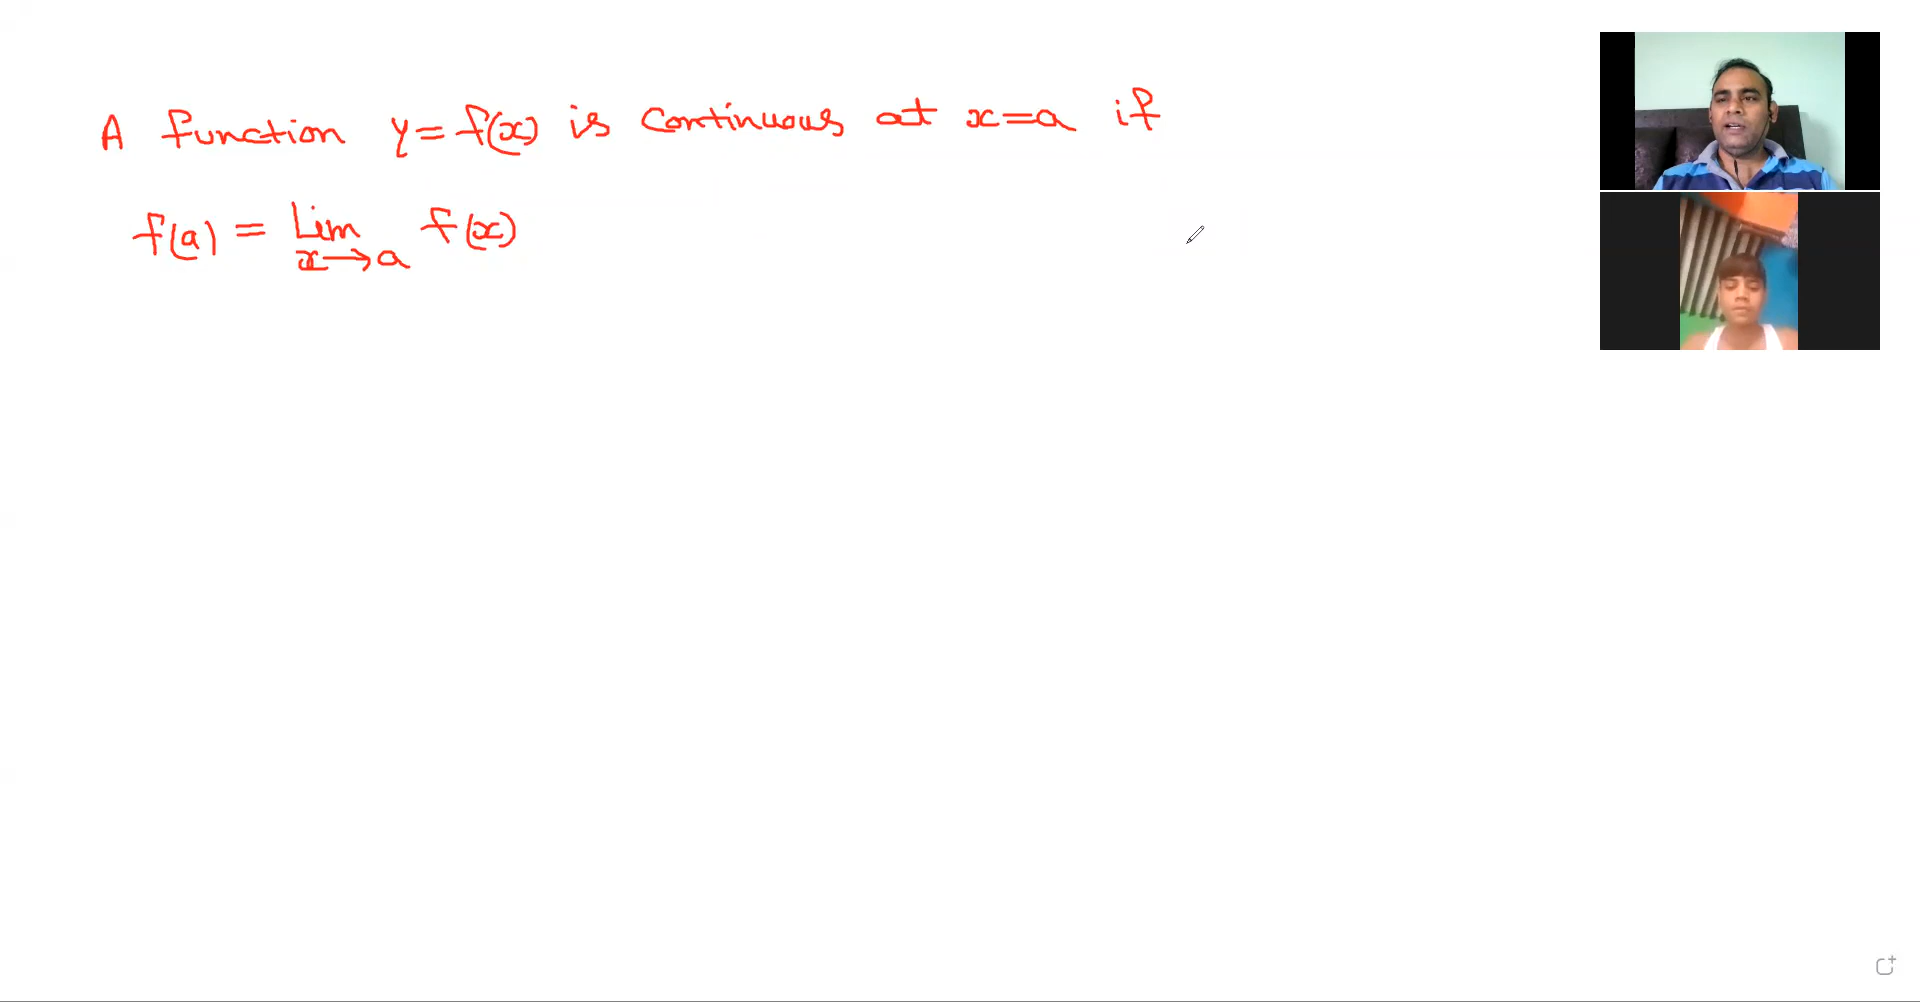 A function y=f(x) is continuous at x=a if
f(a) = Lim f(x)
x→a